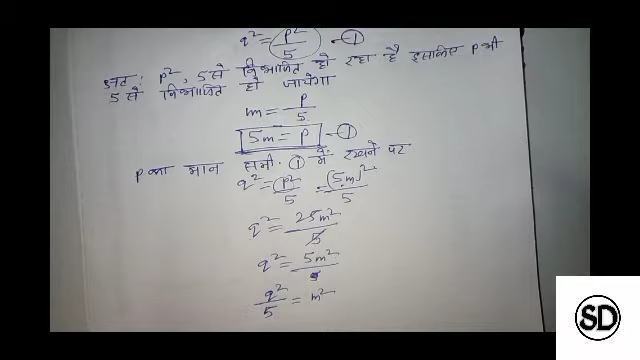 q² = p²/5 —①
अतः p², 5 से विभाजित हो रहा है इसलिए p भी
5 से विभाजित हो जायेगा
m = p/5
5m = p —①
p का मान समी. ① में रखने पर
q² = p²/5 = (5m)²/5
q² = 25m²/5
q² = 5m²
q²/5 = m²
SD